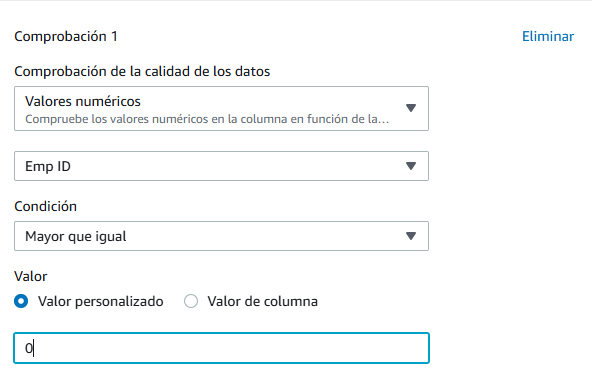 Comprobación 1
Eliminar
Comprobación de la calidad de los datos
Valores numéricos
Compruebe los valores numéricos en la columna en función de la...
Emp ID
Condición
Mayor que igual
Valor
Valor personalizado
Valor de columna
0